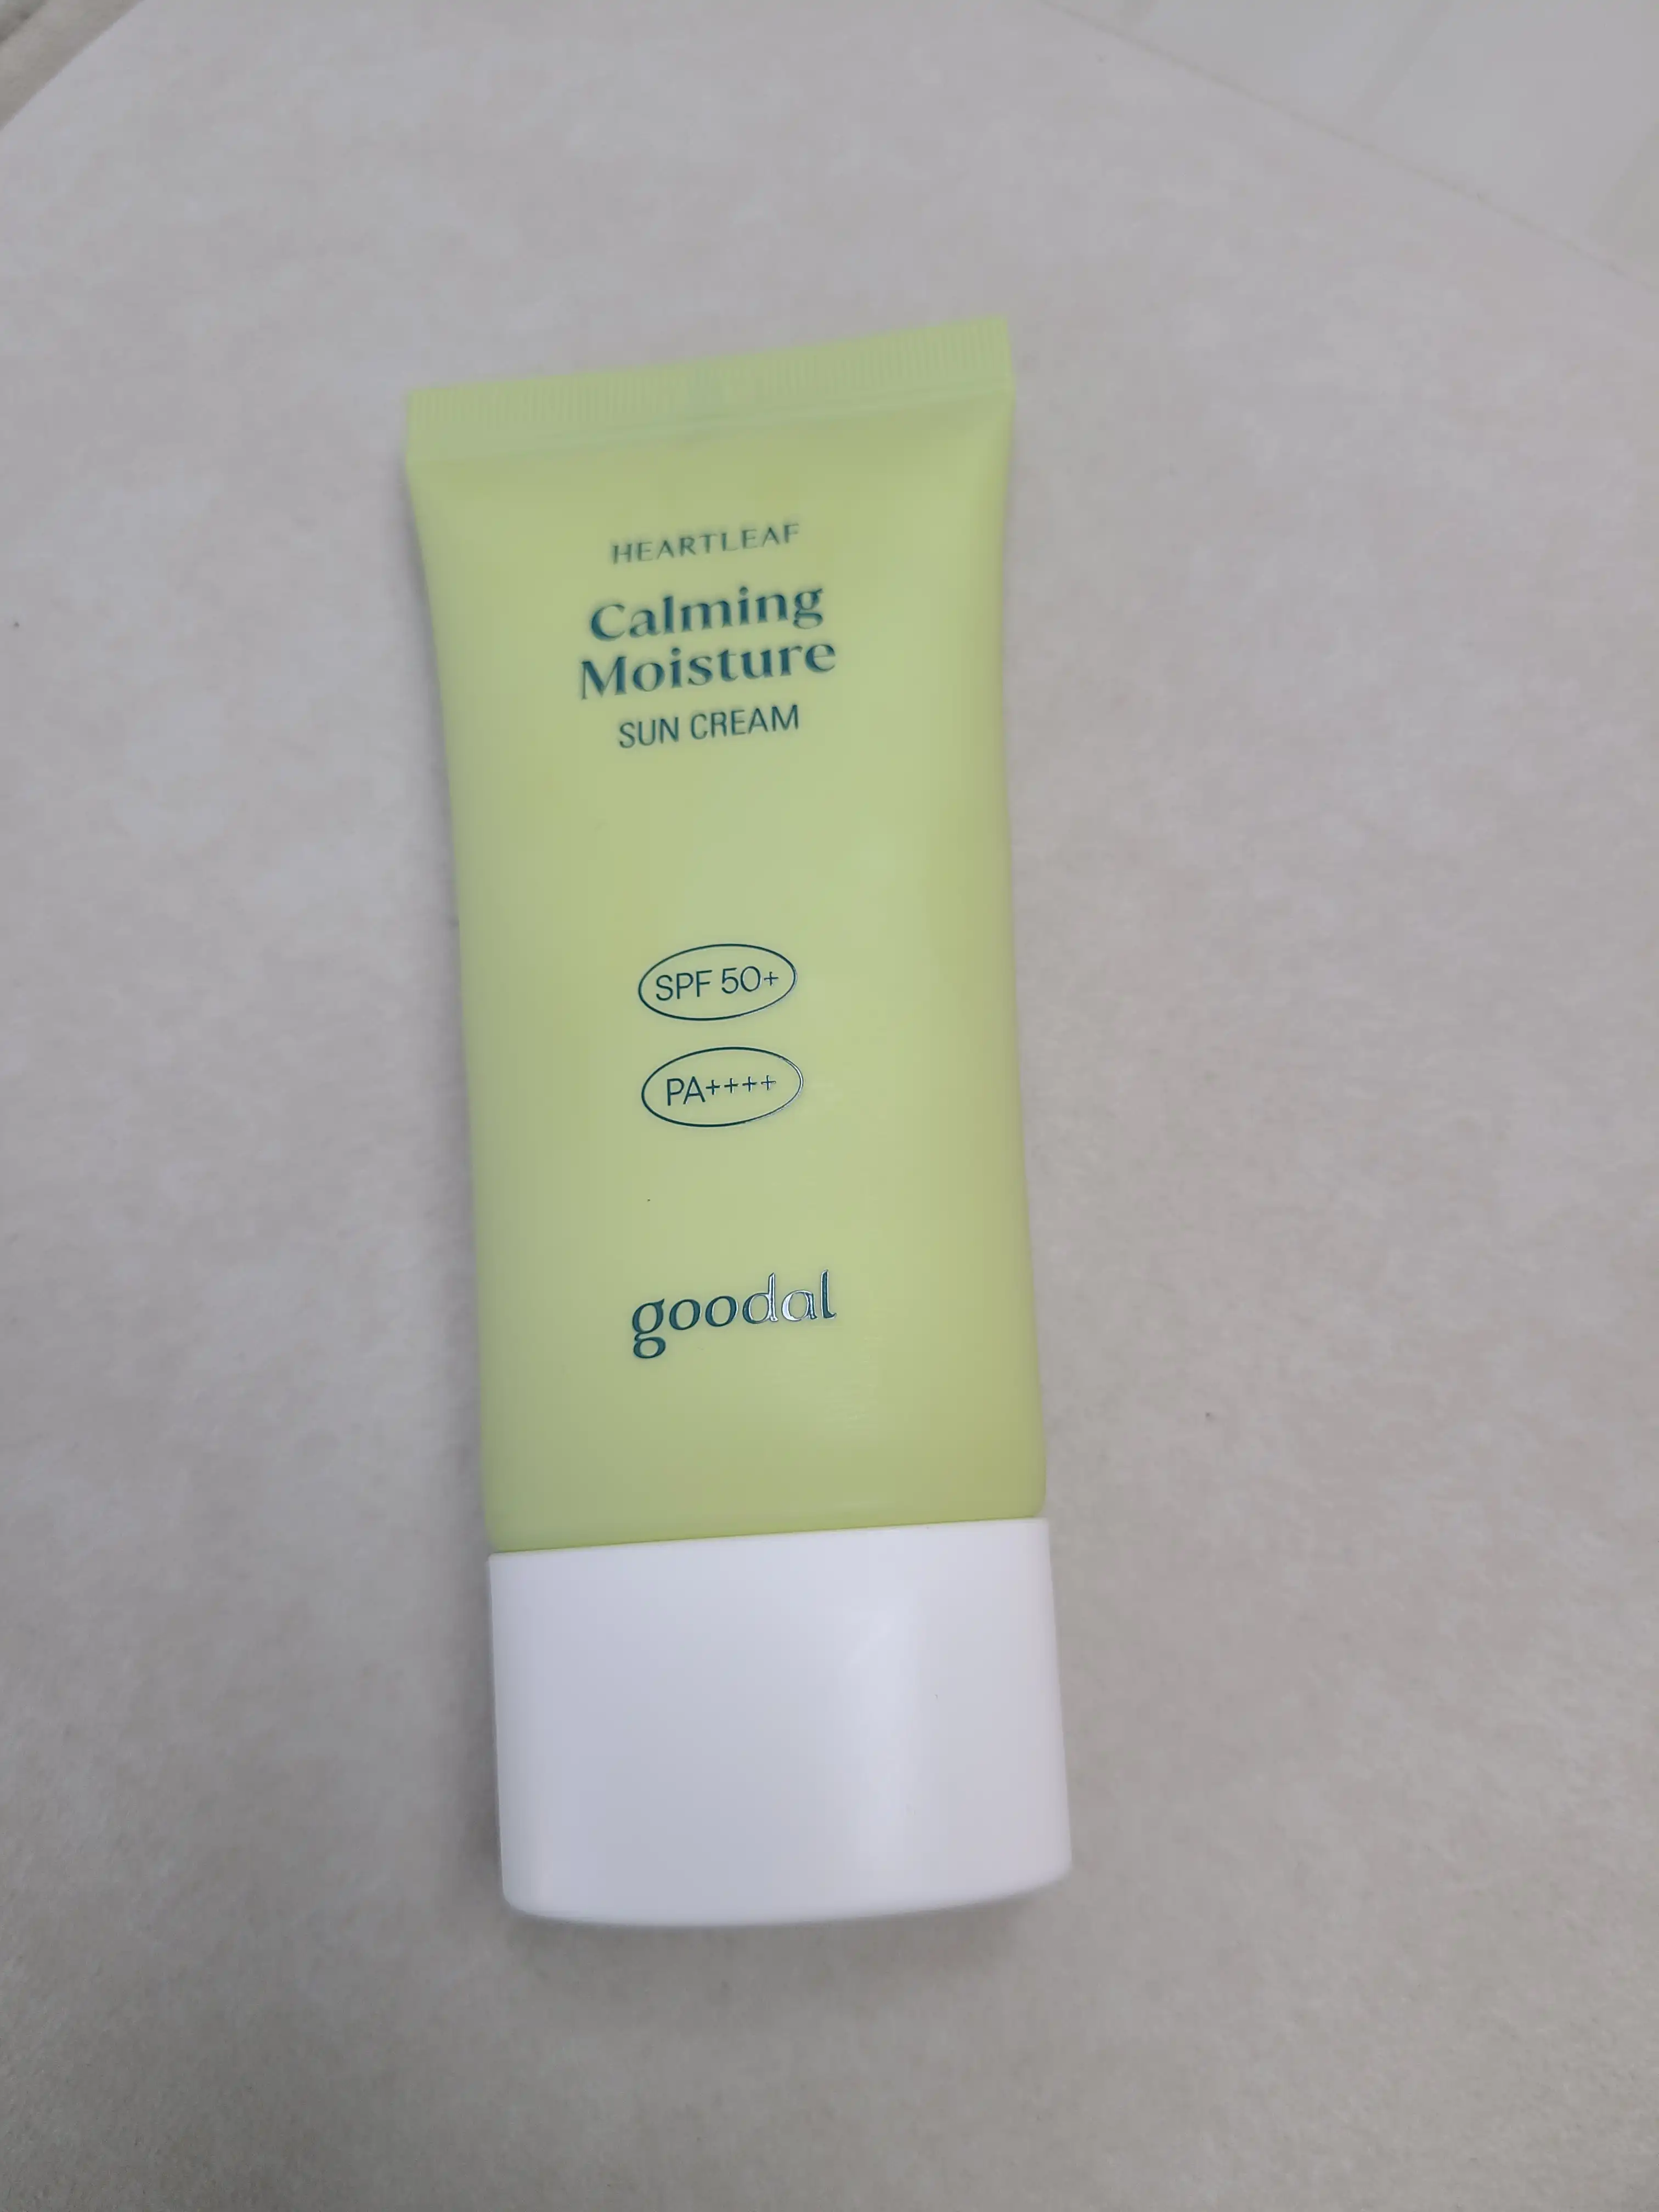 HEARTLEAF
Calming
Moisture
SUN CREAM
SPF 50+
PA++++
goodal